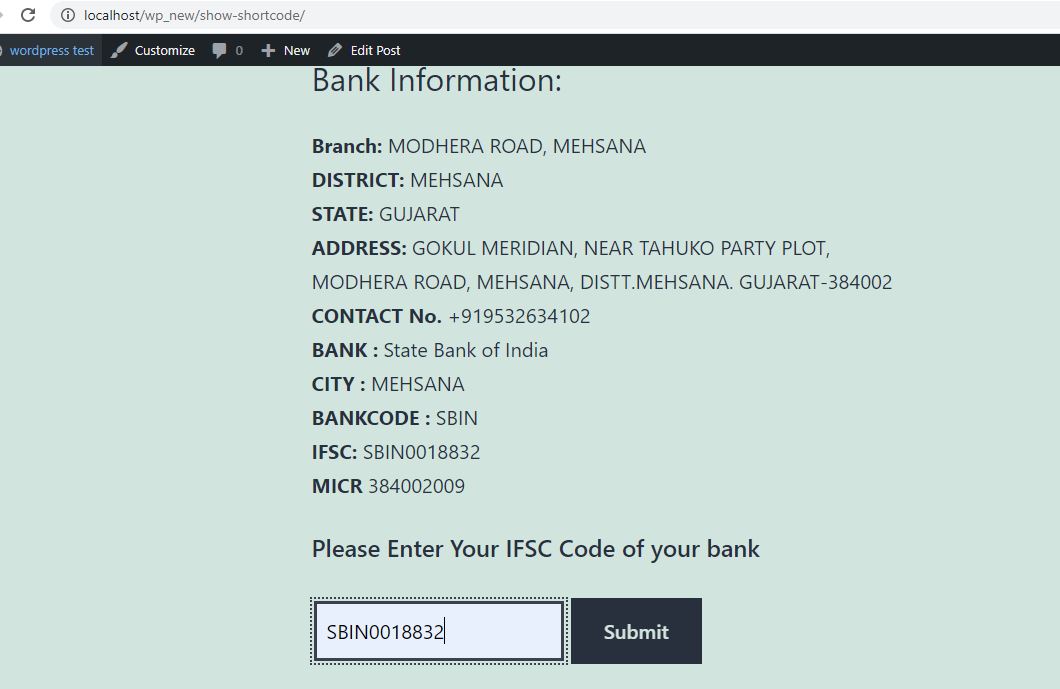 localhost/wp_new/show-shortcode/
wordpress test Customize 0 New Edit Post
Bank Information:
Branch: MODHERA ROAD, MEHSANA
DISTRICT: MEHSANA
STATE: GUJARAT
ADDRESS: GOKUL MERIDIAN, NEAR TAHUKO PARTY PLOT,
MODHERA ROAD, MEHSANA, DISTT.MEHSANA. GUJARAT-384002
CONTACT No. +919532634102
BANK : State Bank of India
CITY : MEHSANA
BANKCODE : SBIN
IFSC: SBIN0018832
MICR 384002009
Please Enter Your IFSC Code of your bank
SBIN0018832 Submit